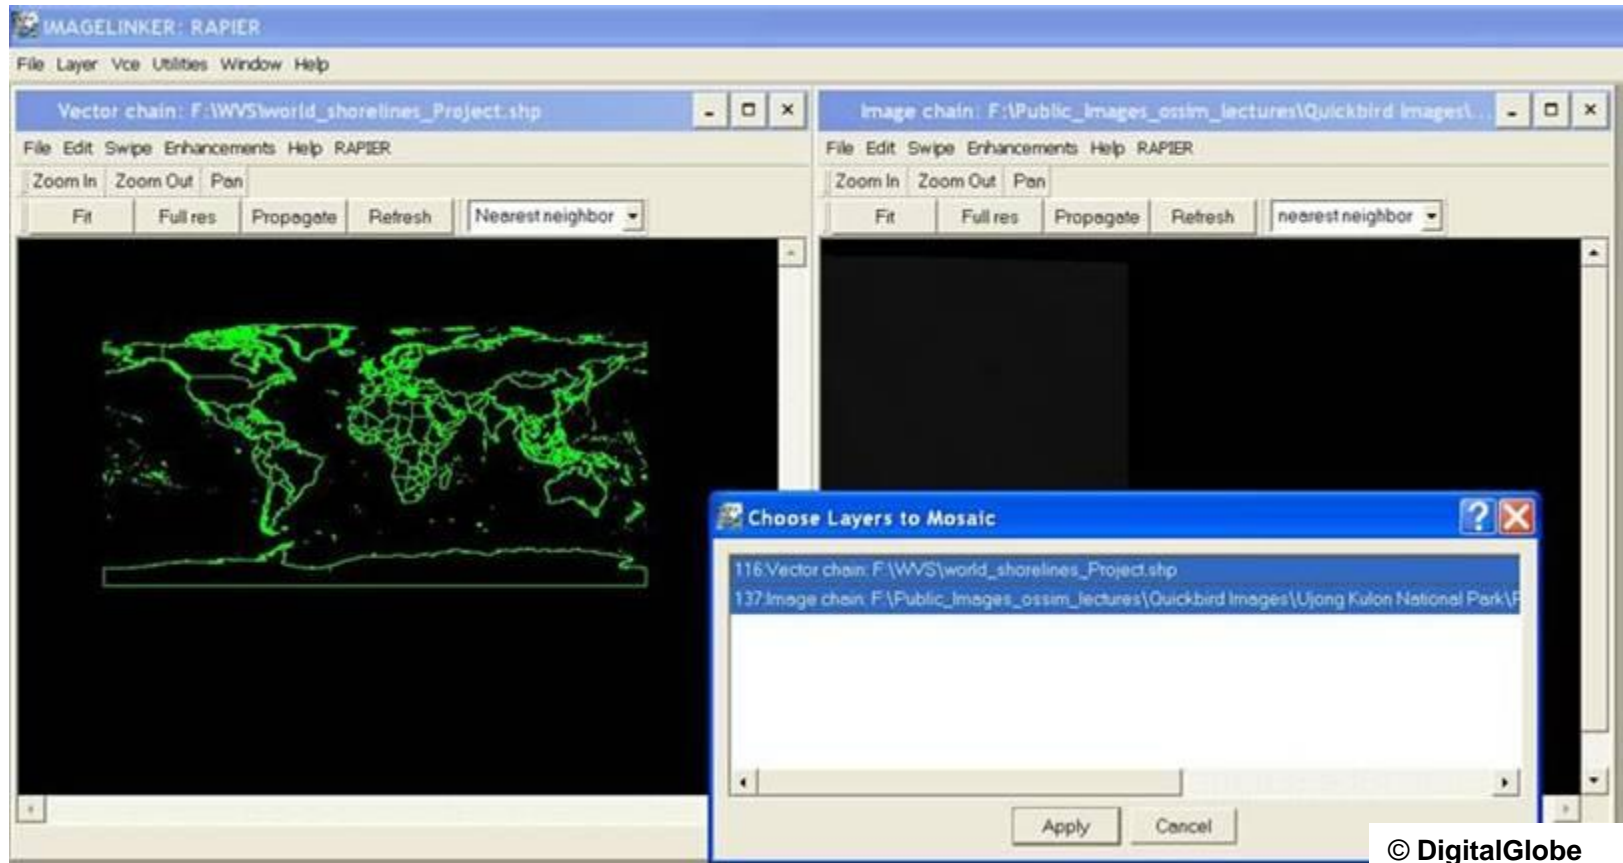 IMAGELINKER: RAPIER
File Layer Vce Utilities Window Help
Vector chain: F:\WVS\world_shorelines_Project.shp
File Edit Swipe Enhancements Help RAPIER
Zoom In Zoom Out Pan
Fit Full res Propagate Refresh Nearest neighbor
Image chain: F:\Public_Images_ossim_lectures\Quickbird Images\...
File Edit Swipe Enhancements Help RAPIER
Zoom In Zoom Out Pan
Fit Full res Propagate Refresh nearest neighbor
Choose Layers to Mosaic
116:Vector chain: F:\WVS\world_shorelines_Project.shp
137:Image chain: F:\Public_Images_ossim_lectures\Quickbird Images\Ujong Kulon National Park\
Apply Cancel
© DigitalGlobe